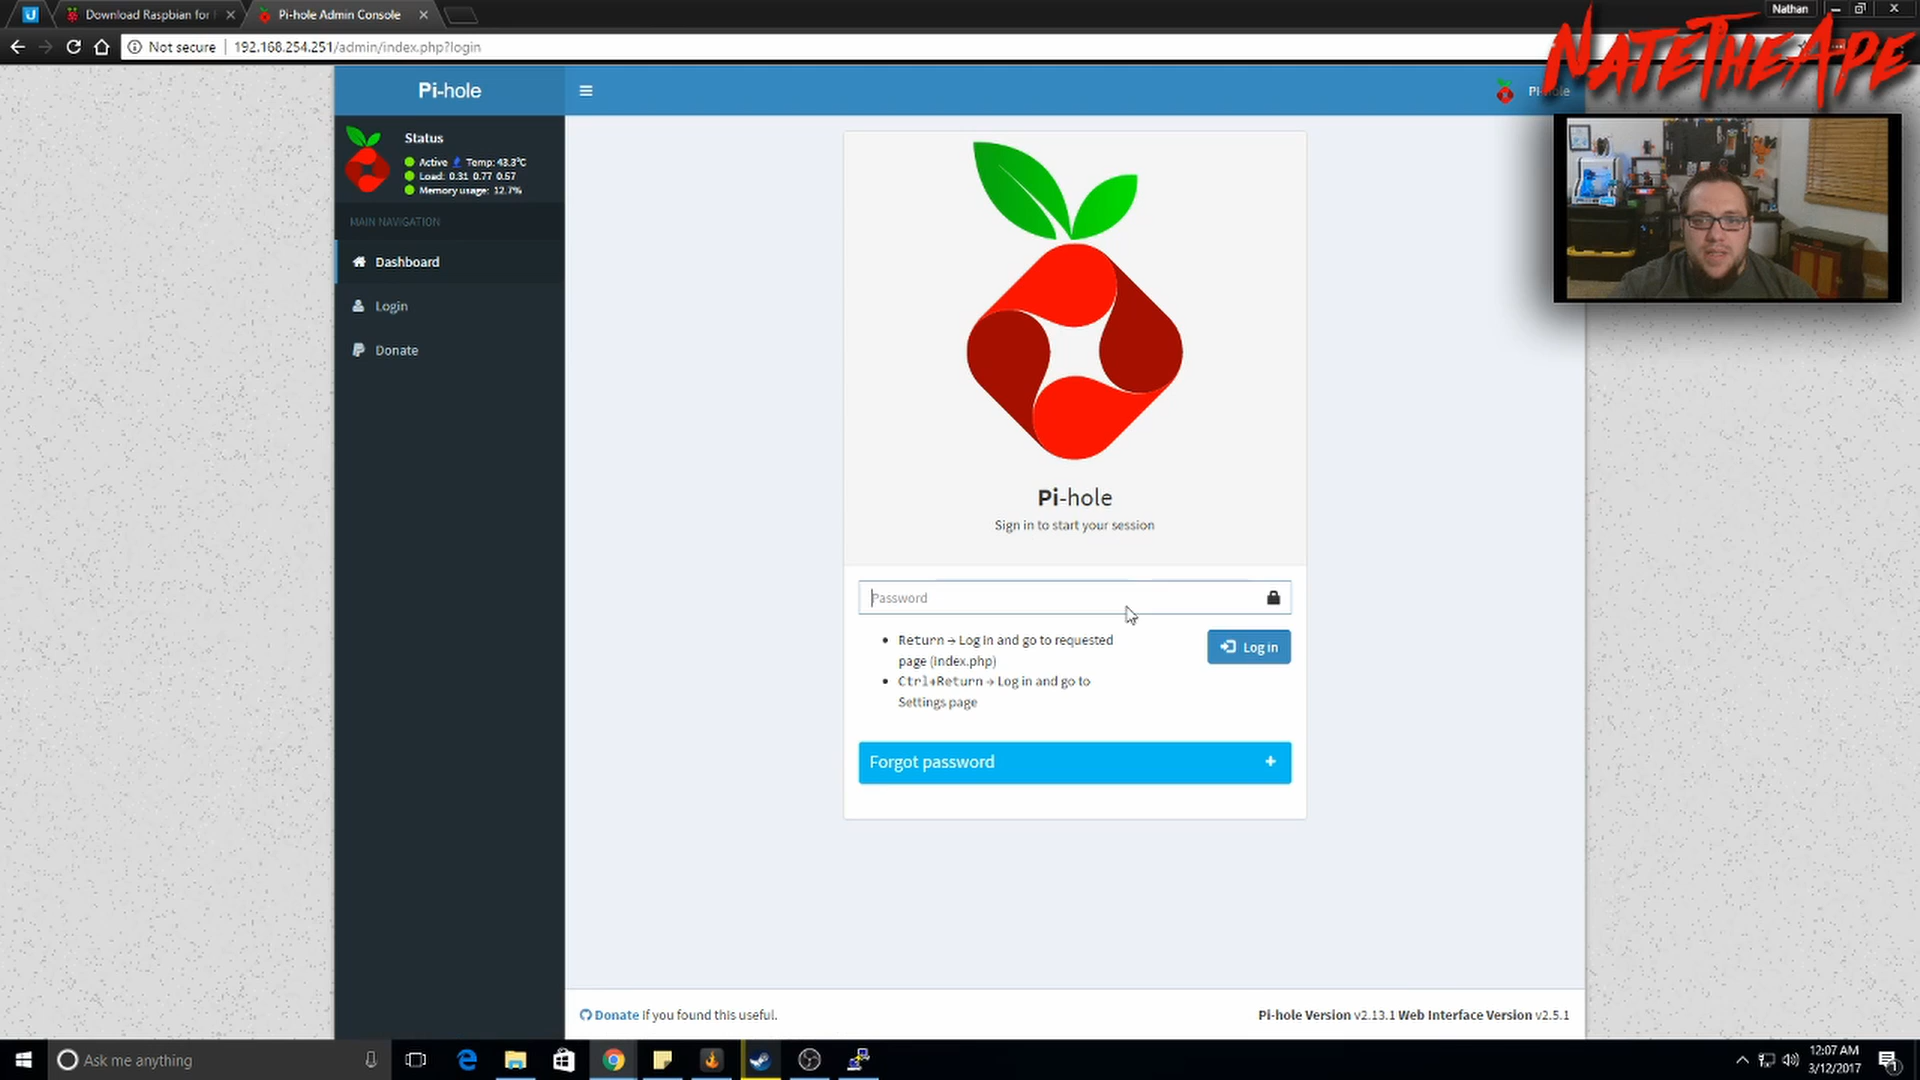 Download Raspbian for
Pi-hole Admin Console
Nathan
Not secure
192.168.254.251/admin/index.php?login
NATETHEAPE
Pi-hole
Status
Active Temp: 43.3°C
Load: 0.31 0.77 0.57
Memory usage: 12.7%
MAIN NAVIGATION
Dashboard
Login
Donate
Pi-hole
Sign in to start your session
Password
Return → Log in and go to requested
page (index.php)
Ctrl+Return → Log in and go to
Settings page
Log in
Forgot password
Donate if you found this useful.
Pi-hole Version v2.13.1 Web Interface Version v2.5.1
Ask me anything
12:07 AM
3/12/2017